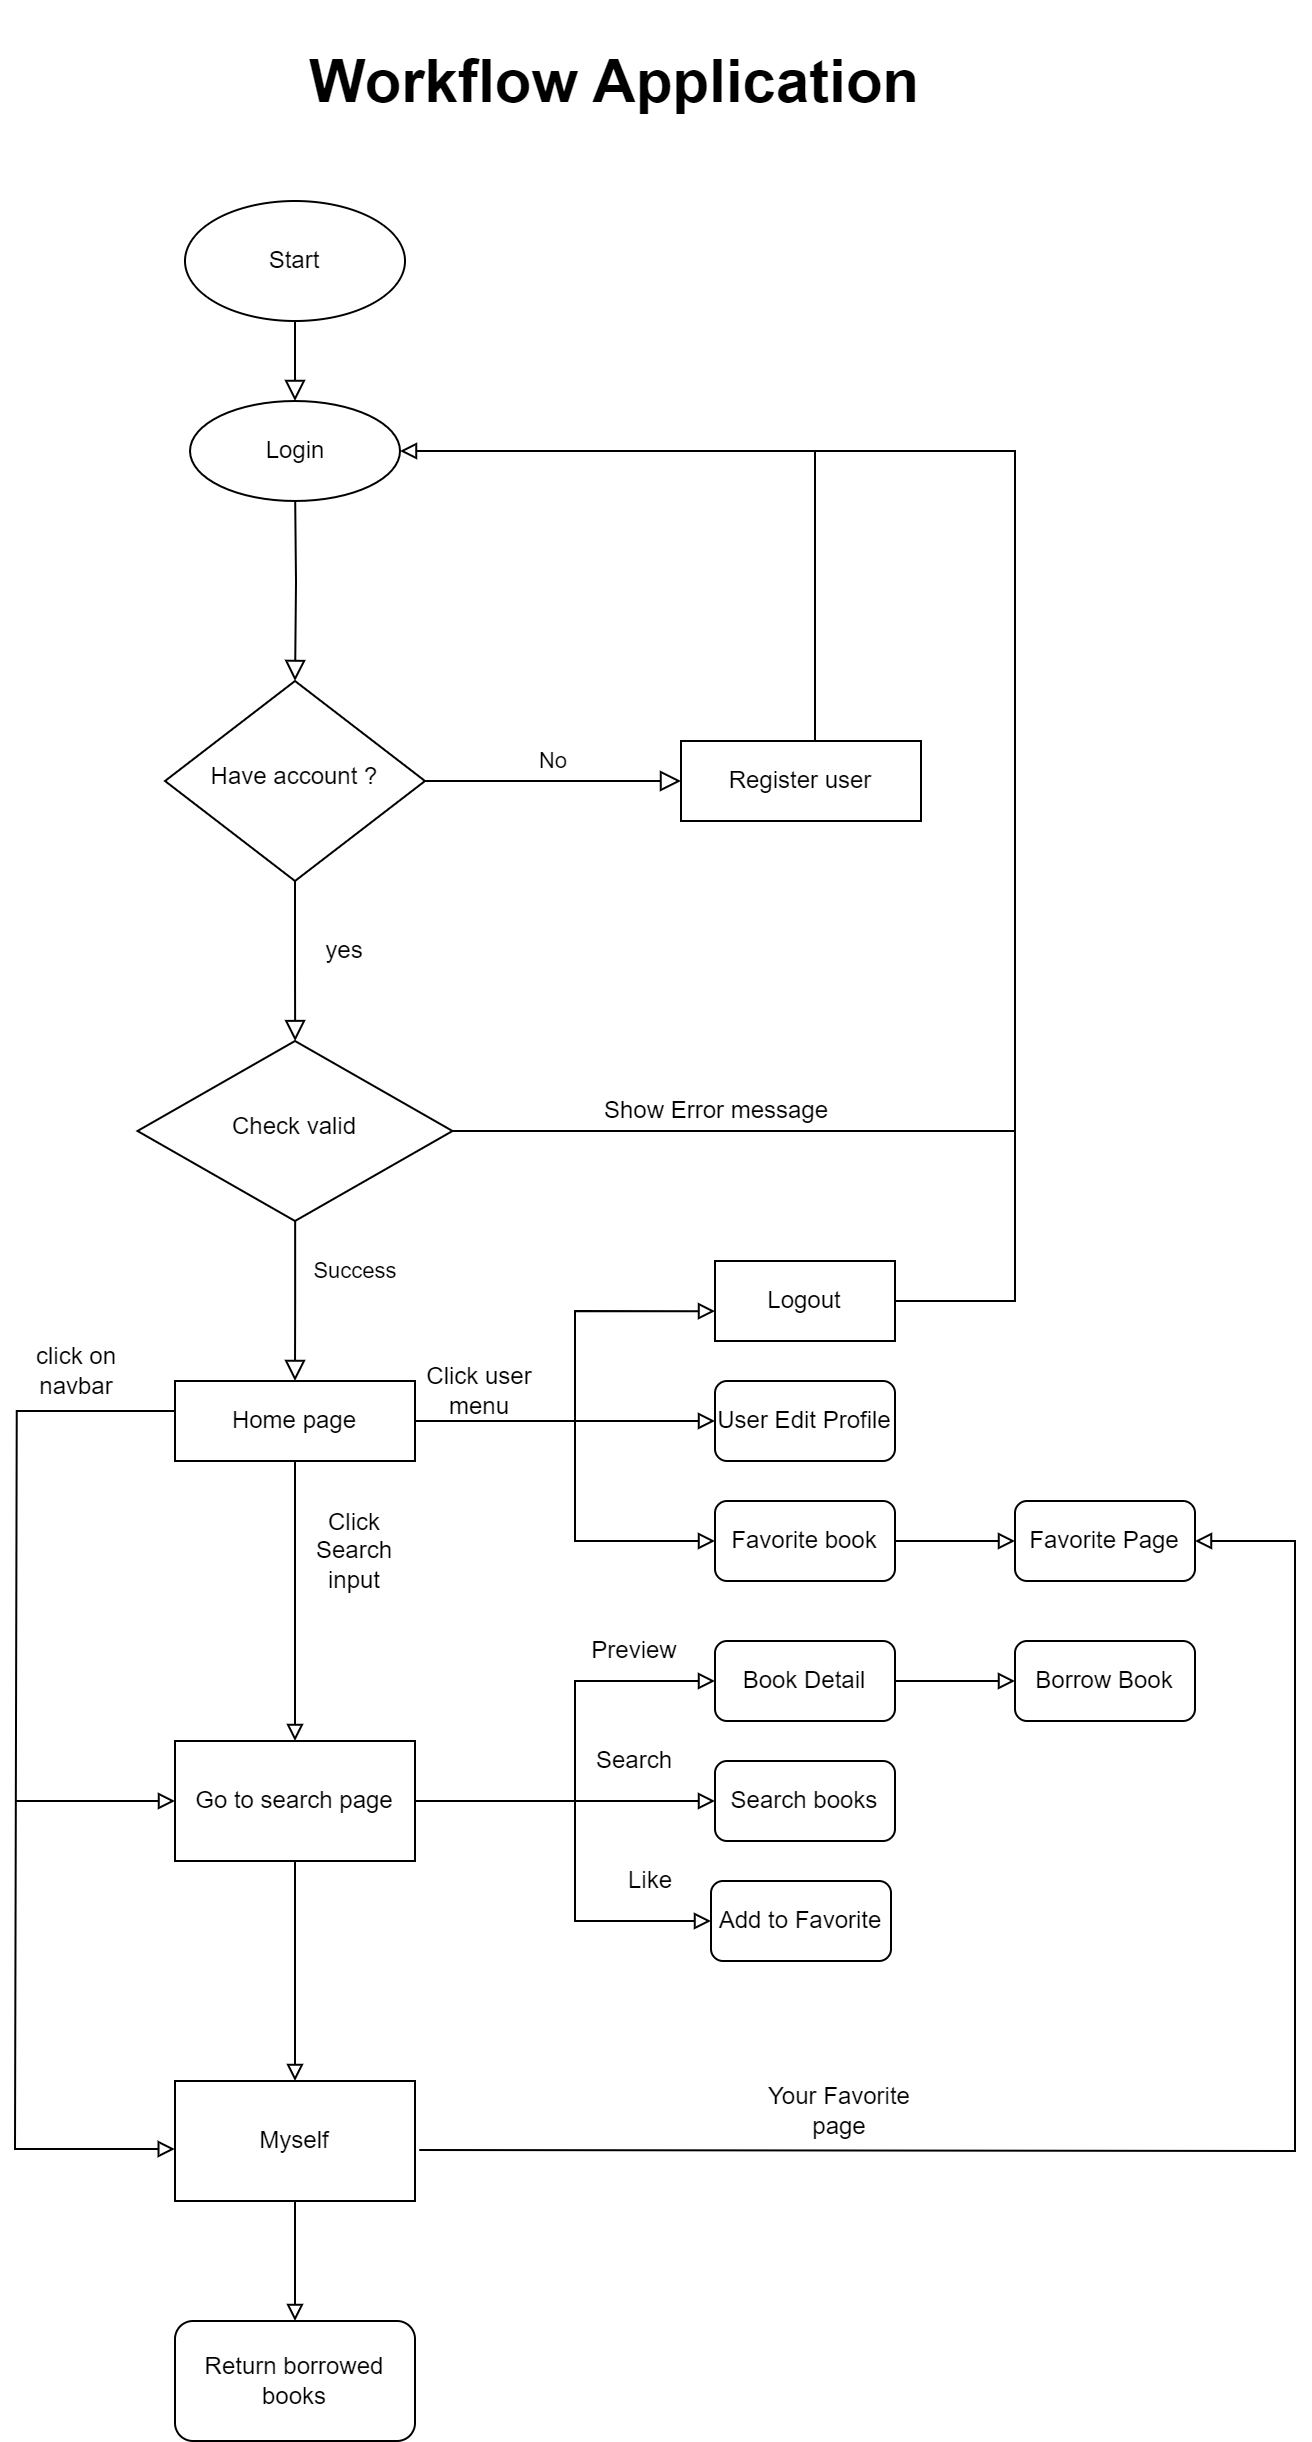 Workflow Application
Start
Login
Have account ?
No
Register user
yes
Check valid
Show Error message
Success
Logout
click on
navbar
Home page
Click user
menu
User Edit Profile
Click
Search
input
Favorite book
Favorite Page
Preview
Book Detail
Borrow Book
Go to search page
Search
Search books
Like
Add to Favorite
Myself
Your Favorite
page
Return borrowed
books